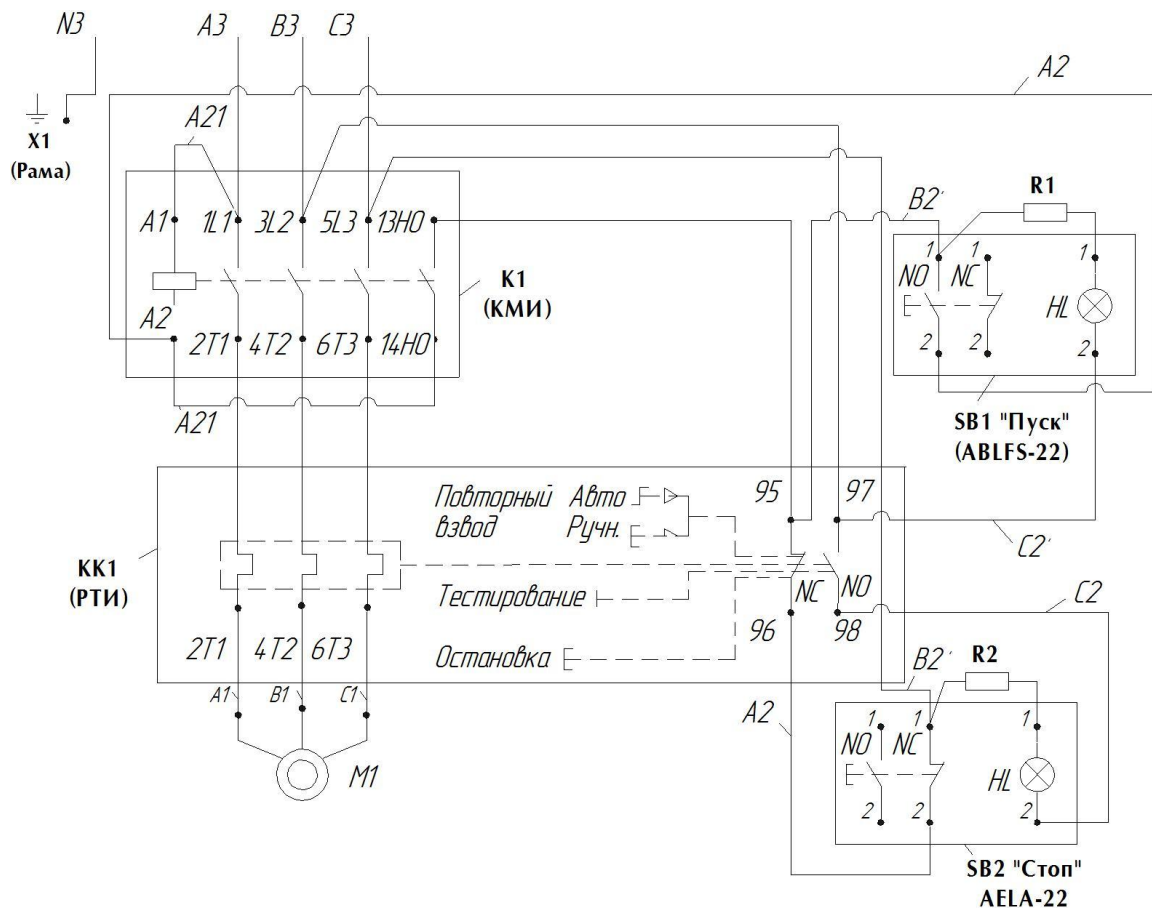 N3
A3
B3
C3
A2
A21
X1
(Рама)
R1
B2'
A1
1L1
3L2
5L3
13НО
1
1
1
NO
NC
HL
K1
(КМИ)
A2
2T1
4T2
6T3
14НО
2
2
2
A21
SB1 "Пуск"
(ABLFS-22)
95
97
Повторный
взвод
Авто
Ручн.
C2'
KK1
(РТИ)
NC
NO
Тестирование
C2
96
98
2T1
4T2
6T3
Остановка
B2'
R2
A1
B1
C1
A2
1
1
1
NO
NC
M1
HL
2
2
2
SB2 "Стоп"
AELA-22